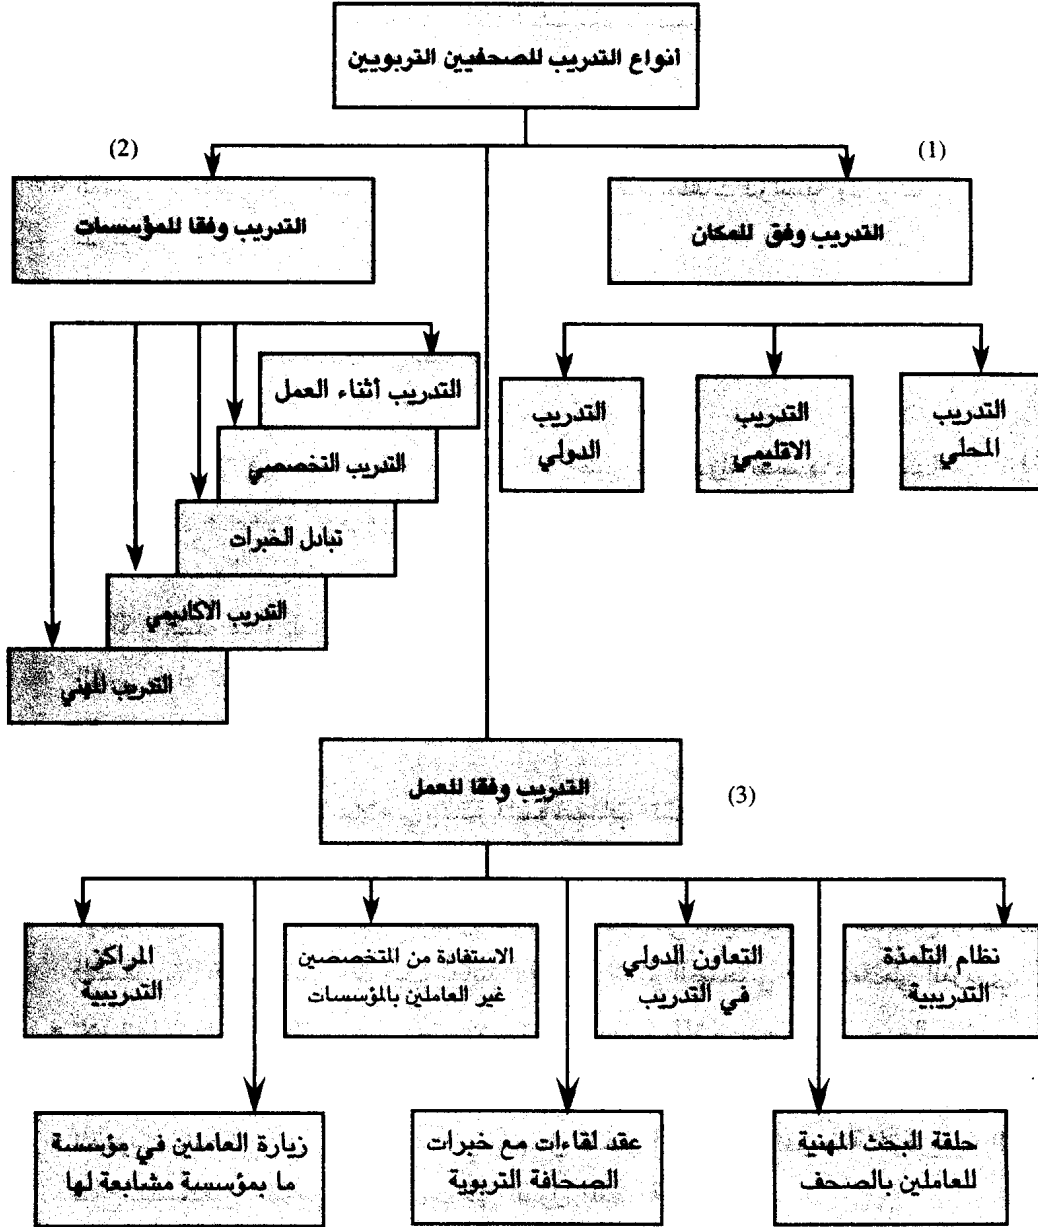 أنواع التدريب للصحفيين التربويين
(1)
التدريب وفق للمكان
(2)
التدريب وفقا للمؤسسات
التدريب
المحلي
التدريب
الاقليمي
التدريب
الدولي
التدريب أثناء العمل
التدريب التخصصي
تبادل الخبرات
التدريب الاكاديمي
التدريب المهني
(3)
التدريب وفقا للعمل
نظام التلمذة
التدريبية
التعاون الدولي
في التدريب
الاستفادة من المتخصصين
غير العاملين بالمؤسسات
المراكز
التدريبية
حلقة البحث المهنية
للعاملين بالصحف
عقد لقاءات مع خبرات
الصحافة التربوية
زيارة العاملين في مؤسسة
ما بمؤسسة مشابعة لها